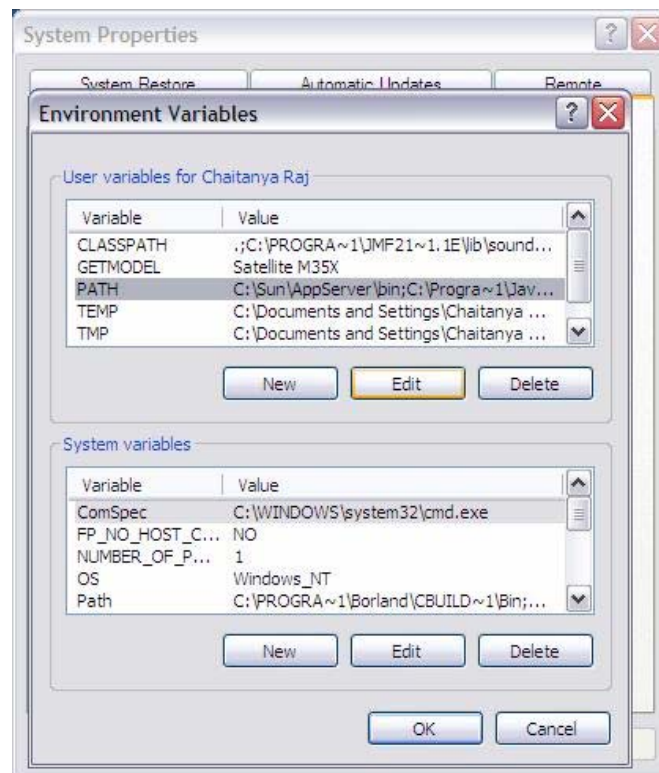 System Properties
System Restore Automatic Updates Remote
Environment Variables
User variables for Chaitanya Raj
Variable Value
CLASSPATH .;C:\PROGRA~1\JMF21~1.1E\lib\sound...
GETMODEL Satellite M35X
PATH C:\Sun\AppServer\bin;C:\Progra~1\Jav...
TEMP C:\Documents and Settings\Chaitanya ...
TMP C:\Documents and Settings\Chaitanya ...
New Edit Delete
System variables
Variable Value
ComSpec C:\WINDOWS\system32\cmd.exe
FP_NO_HOST_C... NO
NUMBER_OF_P... 1
OS Windows_NT
Path C:\PROGRA~1\Borland\CBUILD~1\Bin;...
New Edit Delete
OK Cancel